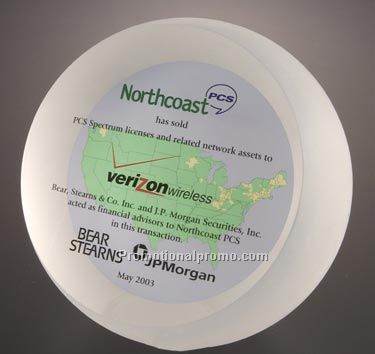 Northcoast PCS
has sold
PCS Spectrum licenses and related network assets to
verizon wireless
Bear, Stearns & Co. Inc. and J.P. Morgan Securities, Inc.
acted as financial advisors to Northcoast PCS
in this transaction.
BEAR
STEARNS
JPMorgan
Promotionalpromo.com
May 2003